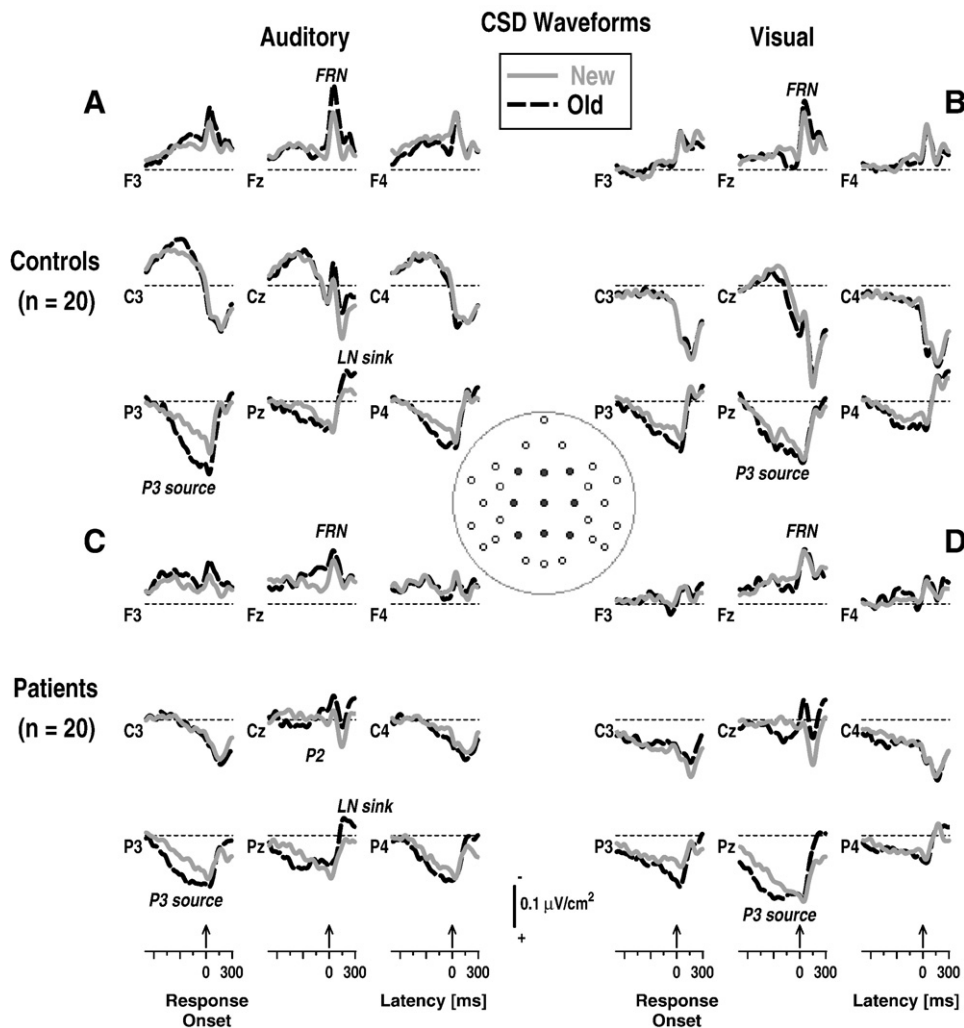 CSD Waveforms
Auditory
Visual
New
Old
A
B
FRN
FRN
F3
Fz
F4
F3
Fz
F4
Controls
(n = 20)
C3
Cz
C4
C3
Cz
C4
LN sink
P3
Pz
P4
P3
Pz
P4
P3 source
P3 source
C
D
FRN
FRN
F3
Fz
F4
F3
Fz
F4
Patients
(n = 20)
C3
Cz
C4
C3
Cz
C4
P2
LN sink
P3
Pz
P4
P3
Pz
P4
P3 source
P3 source
-
0.1 µV/cm²
+
0 300
0 300
0 300
0 300
0 300
0 300
Response
Onset
Latency [ms]
Response
Onset
Latency [ms]